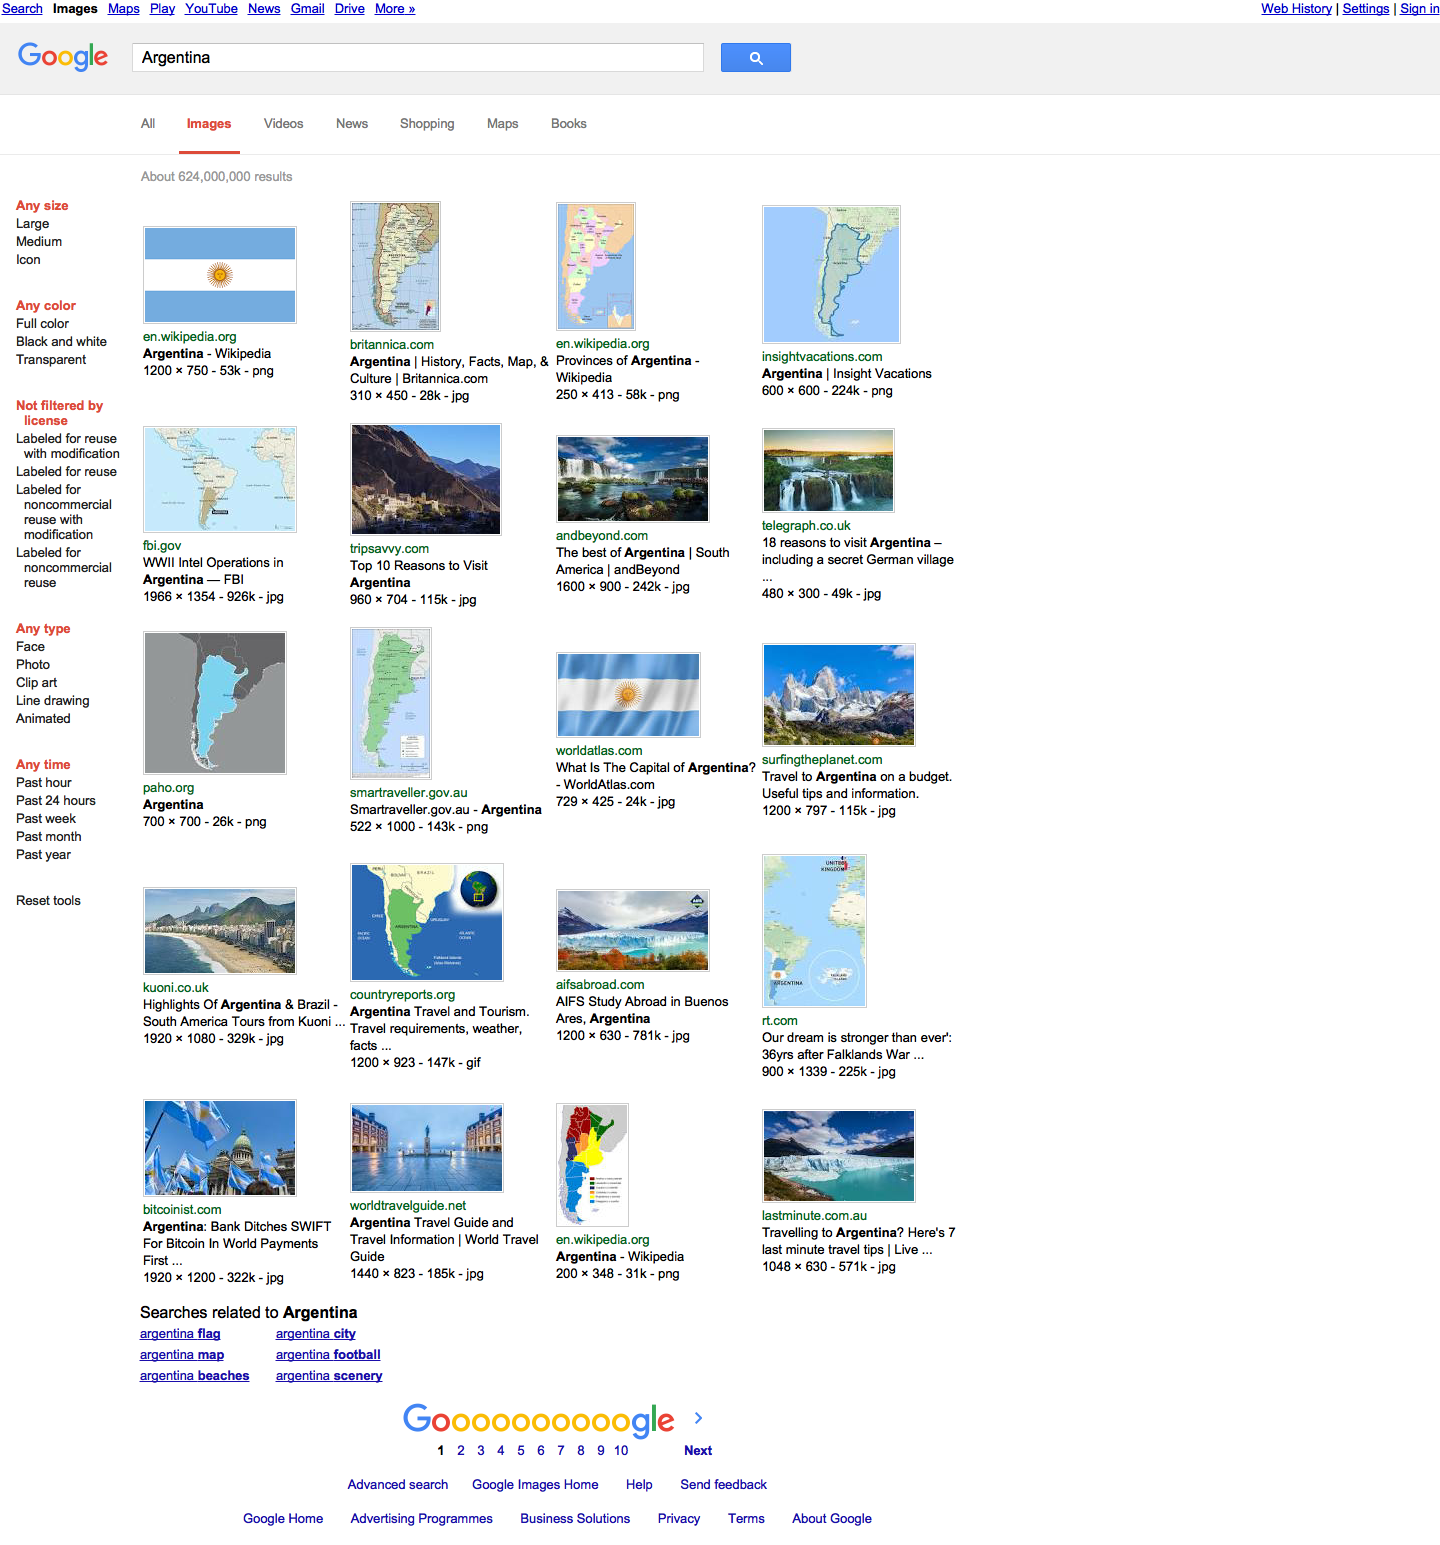 Search Images Maps Play YouTube News Gmail Drive More »
Web History | Settings | Sign in
Google
Argentina
All Images Videos News Shopping Maps Books
About 624,000,000 results
Any size
Large
Medium
Icon
Any color
Full color
Black and white
Transparent
Not filtered by
license
Labeled for reuse
with modification
Labeled for reuse
Labeled for
noncommercial
reuse with
modification
Labeled for
noncommercial
reuse
Any type
Face
Photo
Clip art
Line drawing
Animated
Any time
Past hour
Past 24 hours
Past week
Past month
Past year
Reset tools
en.wikipedia.org
Argentina - Wikipedia
1200 × 750 - 53k - png
britannica.com
Argentina | History, Facts, Map, &
Culture | Britannica.com
310 × 450 - 28k - jpg
en.wikipedia.org
Provinces of Argentina -
Wikipedia
250 × 413 - 58k - png
insightvacations.com
Argentina | Insight Vacations
600 × 600 - 224k - png
fbi.gov
WWII Intel Operations in
Argentina — FBI
1966 × 1354 - 926k - jpg
tripsavvy.com
Top 10 Reasons to Visit
Argentina
960 × 704 - 115k - jpg
andbeyond.com
The best of Argentina | South
America | andBeyond
1600 × 900 - 242k - jpg
telegraph.co.uk
18 reasons to visit Argentina –
including a secret German village
...
480 × 300 - 49k - jpg
paho.org
Argentina
700 × 700 - 26k - png
smartraveller.gov.au
Smartraveller.gov.au - Argentina
522 × 1000 - 143k - png
worldatlas.com
What Is The Capital of Argentina?
- WorldAtlas.com
729 × 425 - 24k - jpg
surfingtheplanet.com
Travel to Argentina on a budget.
Useful tips and information.
1200 × 797 - 115k - jpg
kuoni.co.uk
Highlights Of Argentina & Brazil -
South America Tours from Kuoni ...
1920 × 1080 - 329k - jpg
PERU
BOLIVIA
BRAZIL
CHILE
ARGENTINA
URUGUAY
PACIFIC
OCEAN
ATLANTIC
OCEAN
Falkland Islands
(Islas Malvinas)
countryreports.org
Argentina Travel and Tourism.
Travel requirements, weather,
facts ...
1200 × 923 - 147k - gif
aifsabroad.com
AIFS Study Abroad in Buenos
Ares, Argentina
1200 × 630 - 781k - jpg
UNITED
KINGDOM
FALKLAND
ISLANDS
ARGENTINA
rt.com
Our dream is stronger than ever':
36yrs after Falklands War ...
900 × 1339 - 225k - jpg
bitcoinist.com
Argentina: Bank Ditches SWIFT
For Bitcoin In World Payments
First ...
1920 × 1200 - 322k - jpg
worldtravelguide.net
Argentina Travel Guide and
Travel Information | World Travel
Guide
1440 × 823 - 185k - jpg
en.wikipedia.org
Argentina - Wikipedia
200 × 348 - 31k - png
lastminute.com.au
Travelling to Argentina? Here's 7
last minute travel tips | Live ...
1048 × 630 - 571k - jpg
Searches related to Argentina
argentina flag argentina city
argentina map argentina football
argentina beaches argentina scenery
Goooooooooogle
1 2 3 4 5 6 7 8 9 10 Next
Advanced search Google Images Home Help Send feedback
Google Home Advertising Programmes Business Solutions Privacy Terms About Google